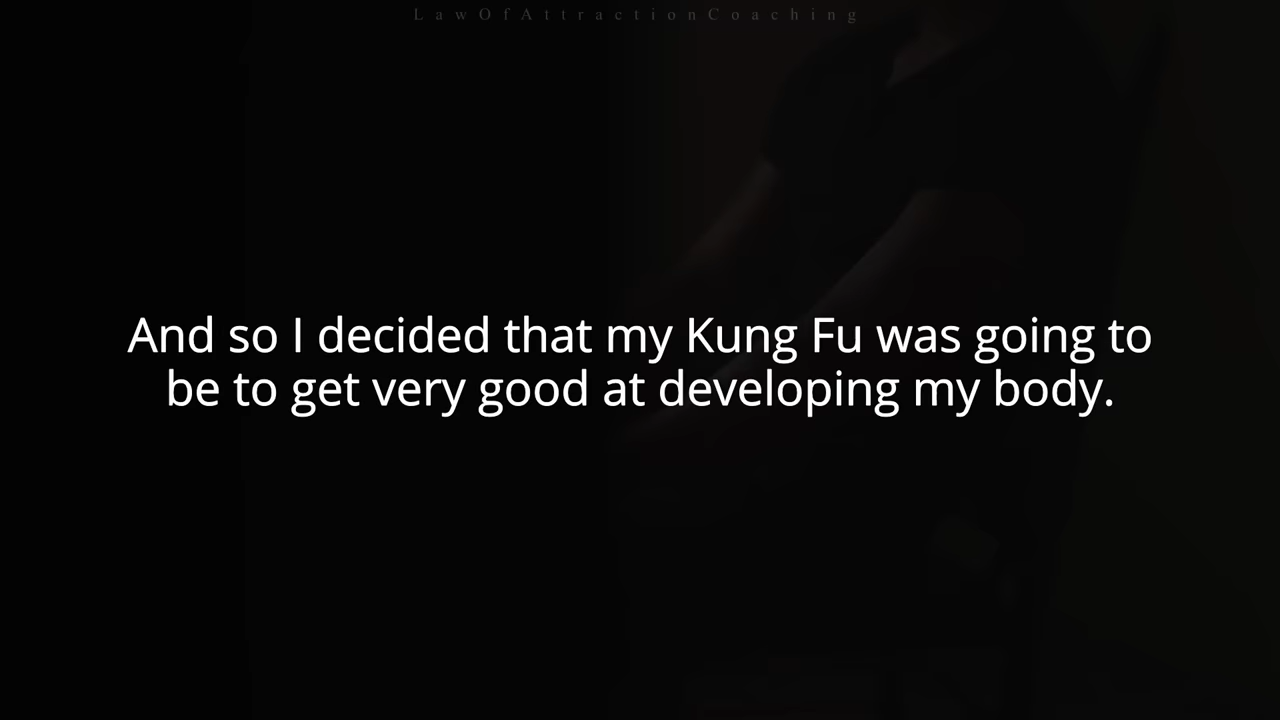 LawOfAttractionCoaching
And so I decided that my Kung Fu was going to
be to get very good at developing my body.